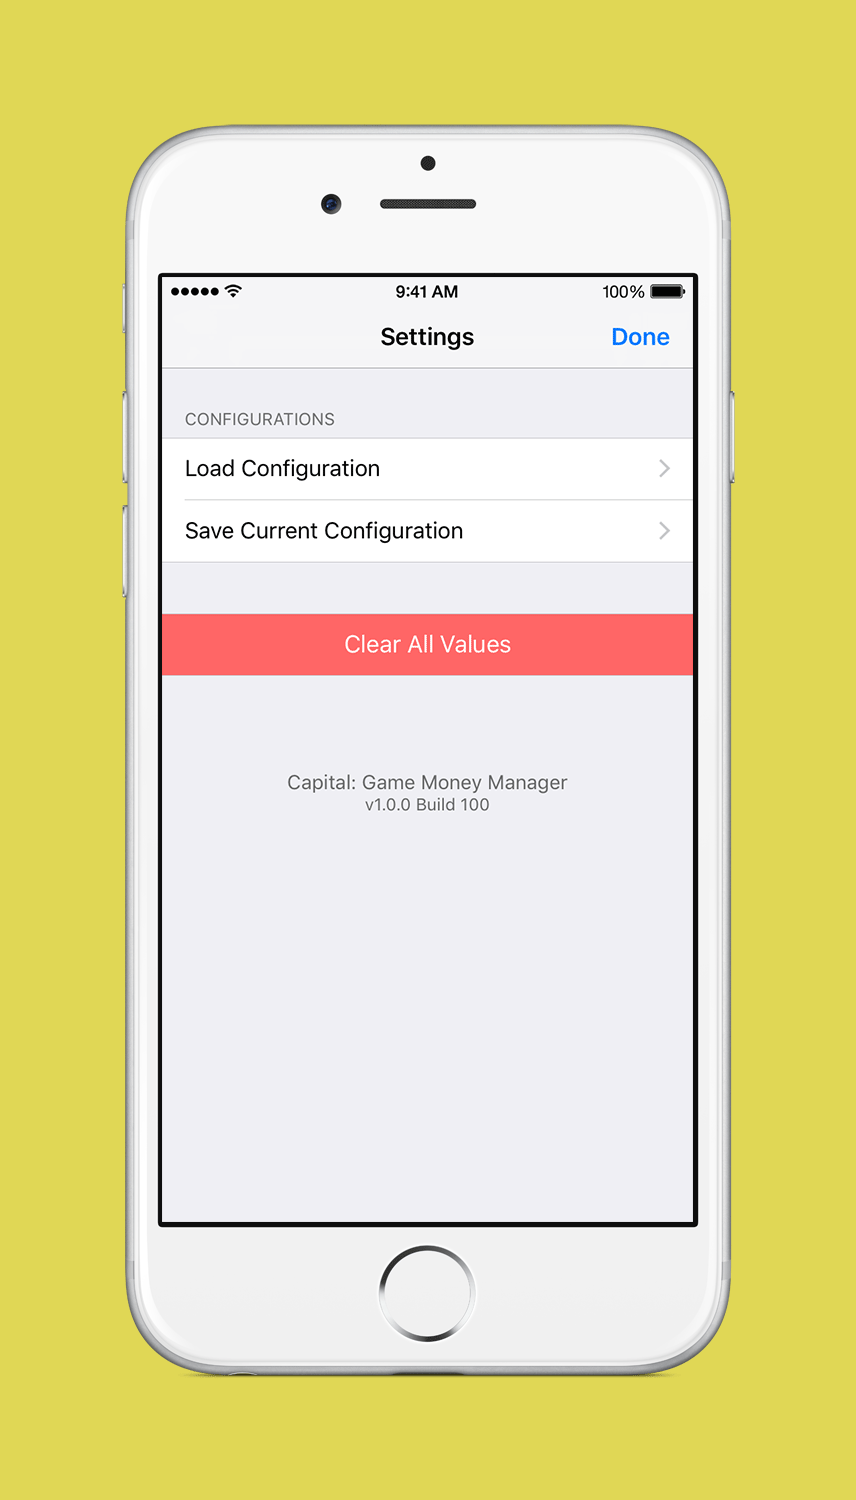 9:41 AM
100%
Settings
Done
CONFIGURATIONS
Load Configuration
Save Current Configuration
Clear All Values
Capital: Game Money Manager
v1.0.0 Build 100